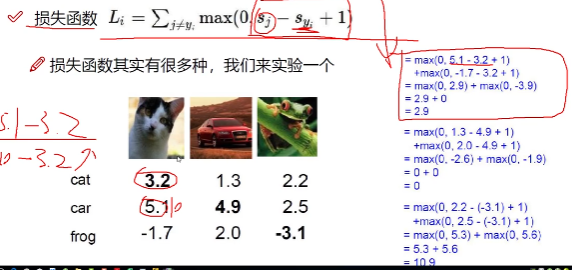 损失函数 Lᵢ = ∑_{j≠yᵢ} max(0, sⱼ − s_{yᵢ} + 1)
损失函数其实有很多种，我们来实验一个
= max(0, 5.1 - 3.2 + 1)
+max(0, -1.7 - 3.2 + 1)
= max(0, 2.9) + max(0, -3.9)
= 2.9 + 0
= 2.9
5.1-3.2
10-3.2
= max(0, 1.3 - 4.9 + 1)
+max(0, 2.0 - 4.9 + 1)
= max(0, -2.6) + max(0, -1.9)
= 0 + 0
= 0
cat 3.2 1.3 2.2
car 5.1 10 4.9 2.5
frog -1.7 2.0 -3.1
= max(0, 2.2 - (-3.1) + 1)
+max(0, 2.5 - (-3.1) + 1)
= max(0, 5.3) + max(0, 5.6)
= 5.3 + 5.6
= 10.9